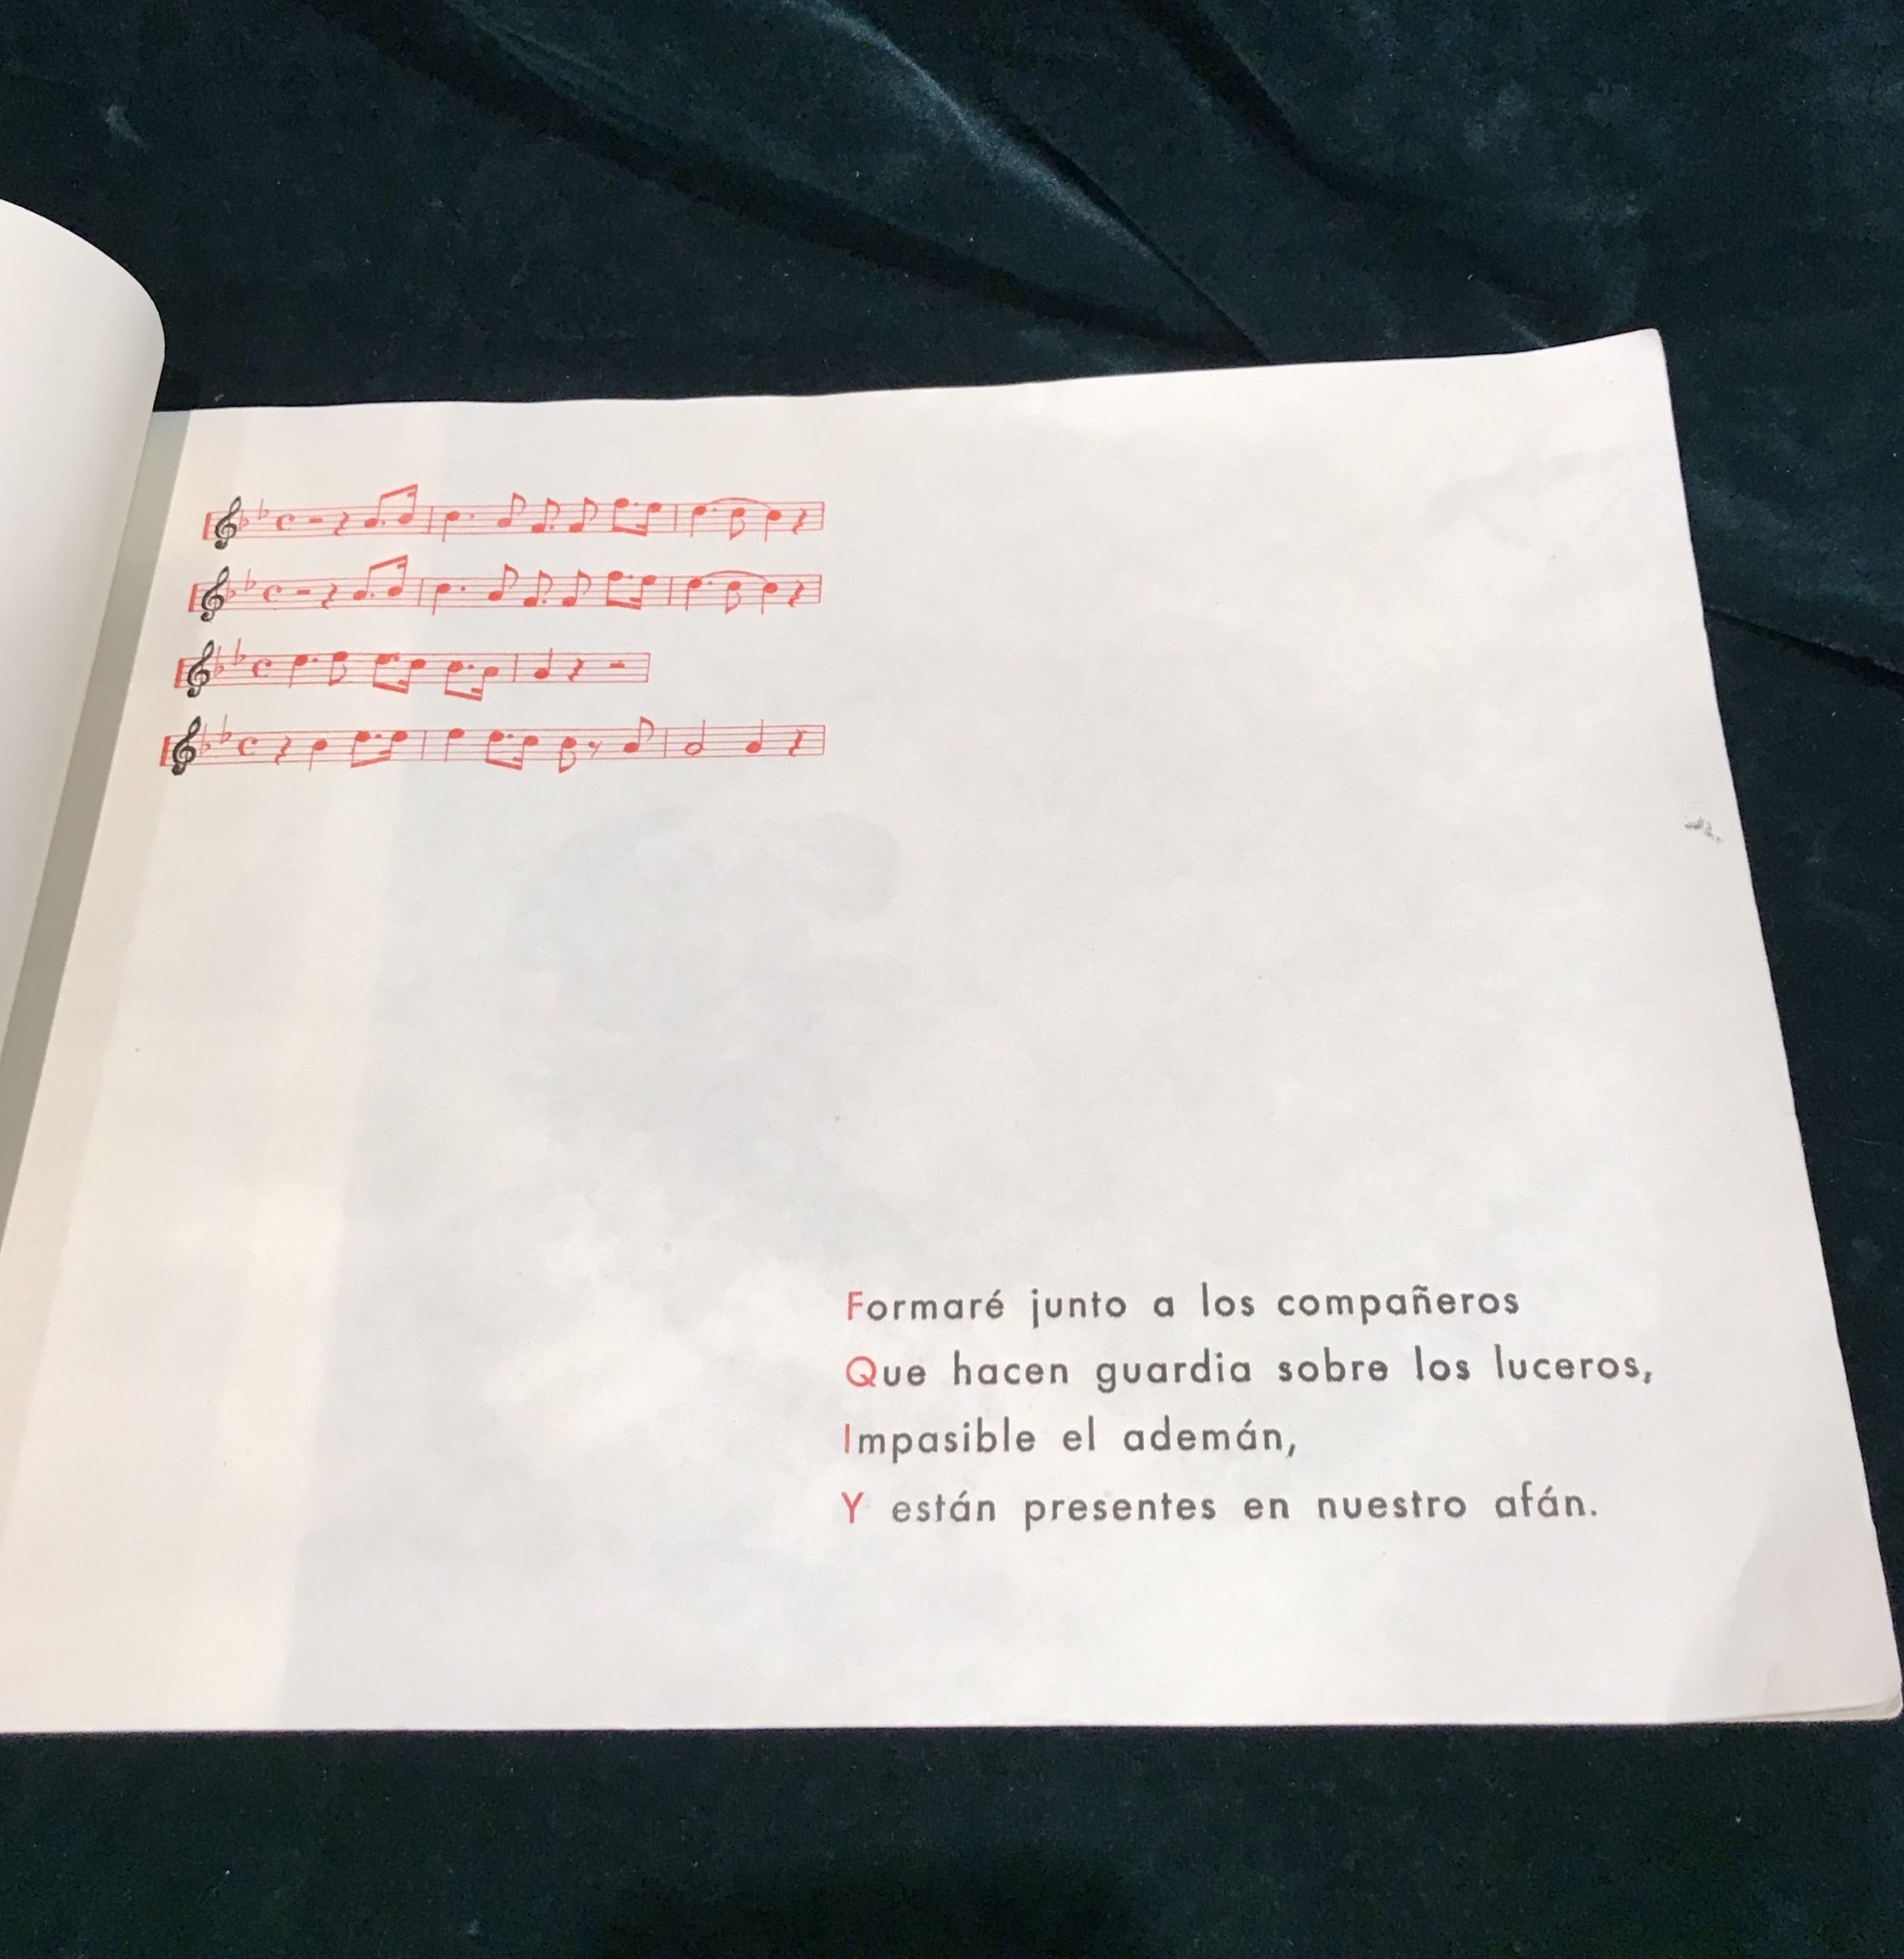 Formaré junto a los compañeros
Que hacen guardia sobre los luceros,
Impasible el ademán,
Y están presentes en nuestro afán.